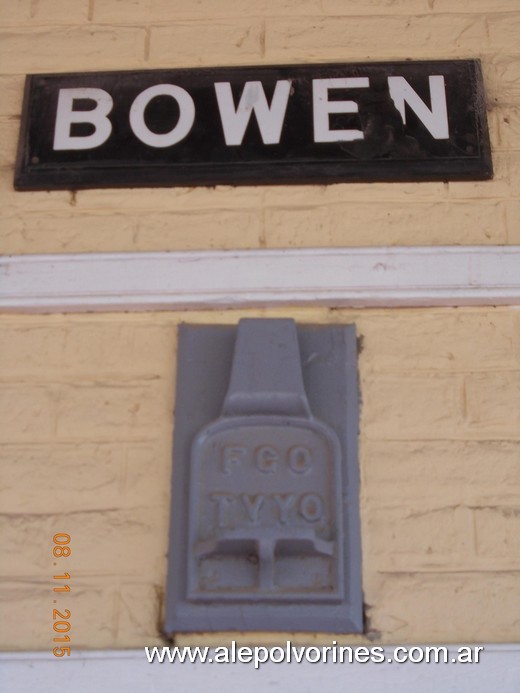 BOWEN
FGO
TYYO
08.11.2015
www.alepolvorines.com.ar